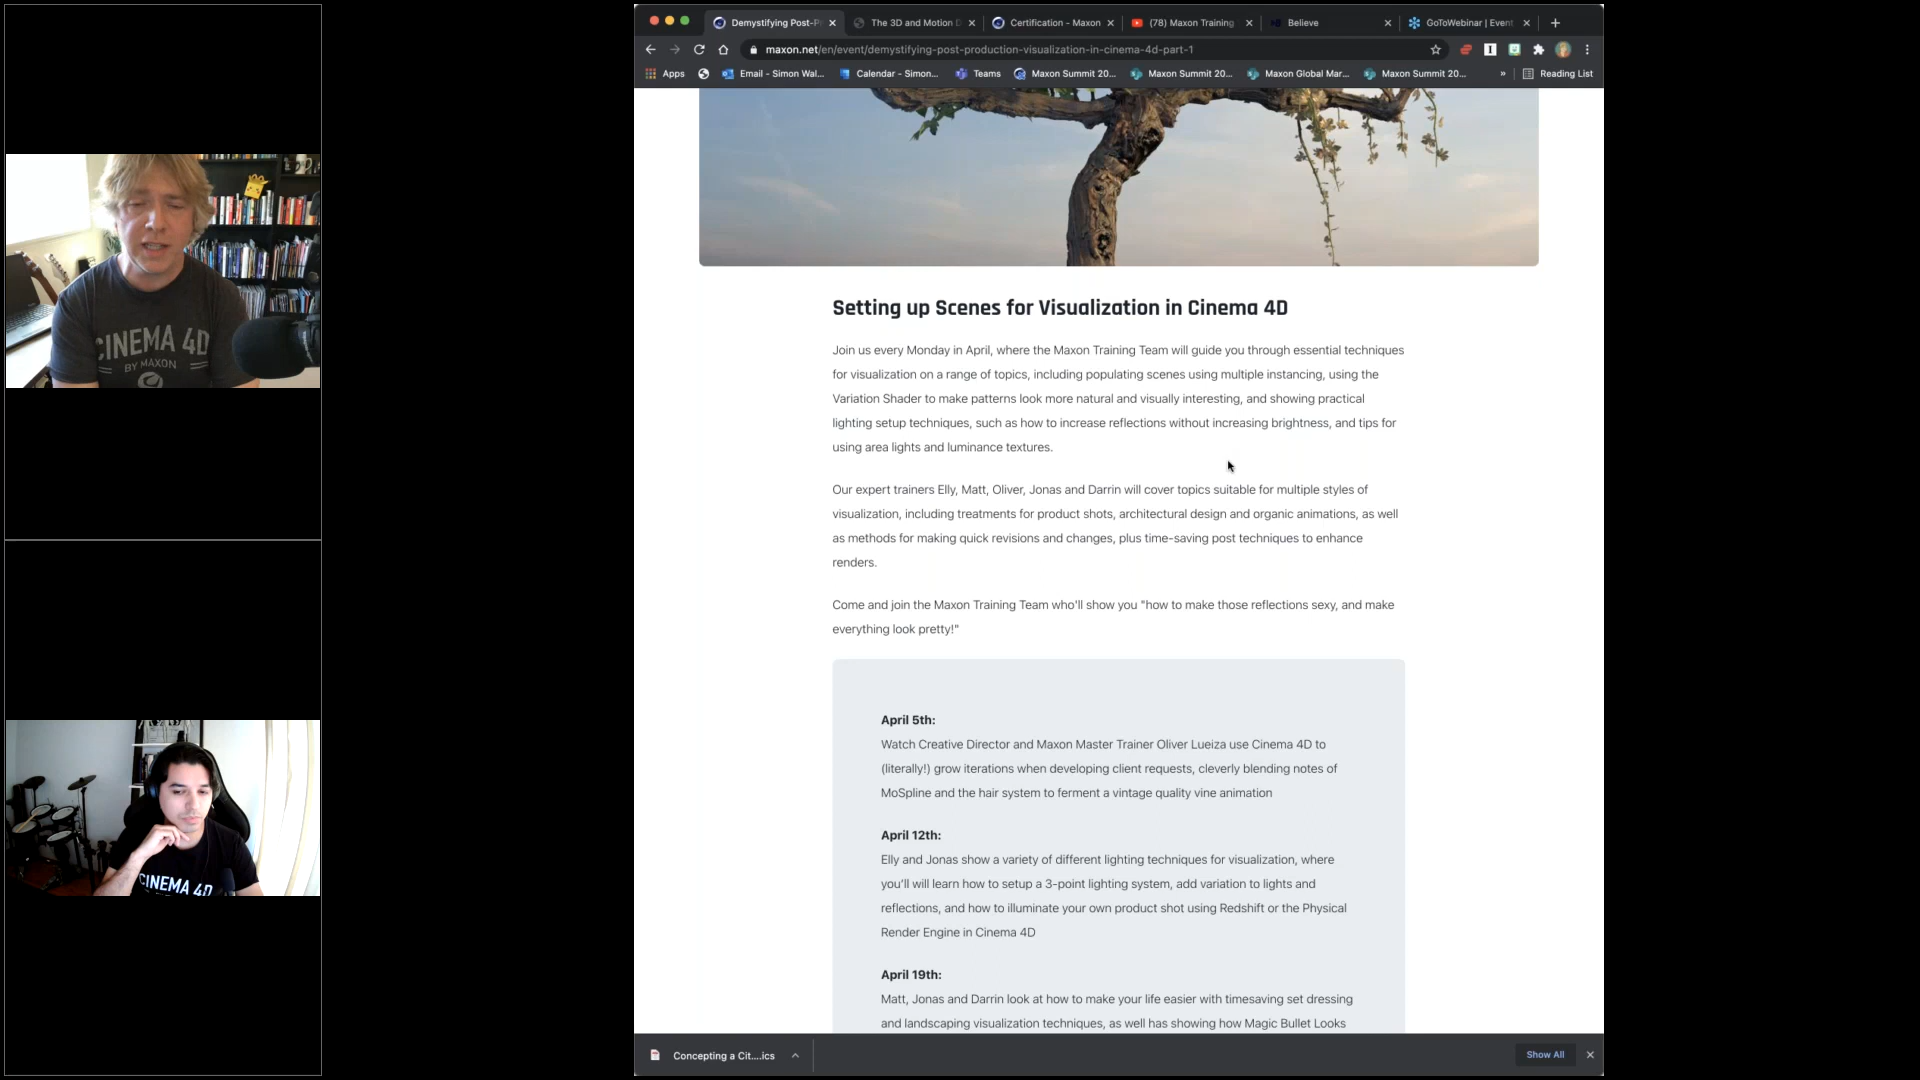 Demystifying Post-P
The 3D and Motion D
Certification - Maxon
(78) Maxon Training
Believe
GoToWebinar | Event
maxon.net/en/event/demystifying-post-production-visualization-in-cinema-4d-part-1
Apps
Email - Simon Wal...
Calendar - Simon...
Teams
Maxon Summit 20...
Maxon Summit 20...
Maxon Global Mar...
Maxon Summit 20...
»
Reading List
CINEMA 4D
BY MAXON
CINEMA 4D
Setting up Scenes for Visualization in Cinema 4D
Join us every Monday in April, where the Maxon Training Team will guide you through essential techniques
for visualization on a range of topics, including populating scenes using multiple instancing, using the
Variation Shader to make patterns look more natural and visually interesting, and showing practical
lighting setup techniques, such as how to increase reflections without increasing brightness, and tips for
using area lights and luminance textures.
Our expert trainers Elly, Matt, Oliver, Jonas and Darrin will cover topics suitable for multiple styles of
visualization, including treatments for product shots, architectural design and organic animations, as well
as methods for making quick revisions and changes, plus time-saving post techniques to enhance
renders.
Come and join the Maxon Training Team who'll show you "how to make those reflections sexy, and make
everything look pretty!"
April 5th:
Watch Creative Director and Maxon Master Trainer Oliver Lueiza use Cinema 4D to
(literally!) grow iterations when developing client requests, cleverly blending notes of
MoSpline and the hair system to ferment a vintage quality vine animation
April 12th:
Elly and Jonas show a variety of different lighting techniques for visualization, where
you'll will learn how to setup a 3-point lighting system, add variation to lights and
reflections, and how to illuminate your own product shot using Redshift or the Physical
Render Engine in Cinema 4D
April 19th:
Matt, Jonas and Darrin look at how to make your life easier with timesaving set dressing
and landscaping visualization techniques, as well has showing how Magic Bullet Looks
Concepting a Cit....ics
Show All